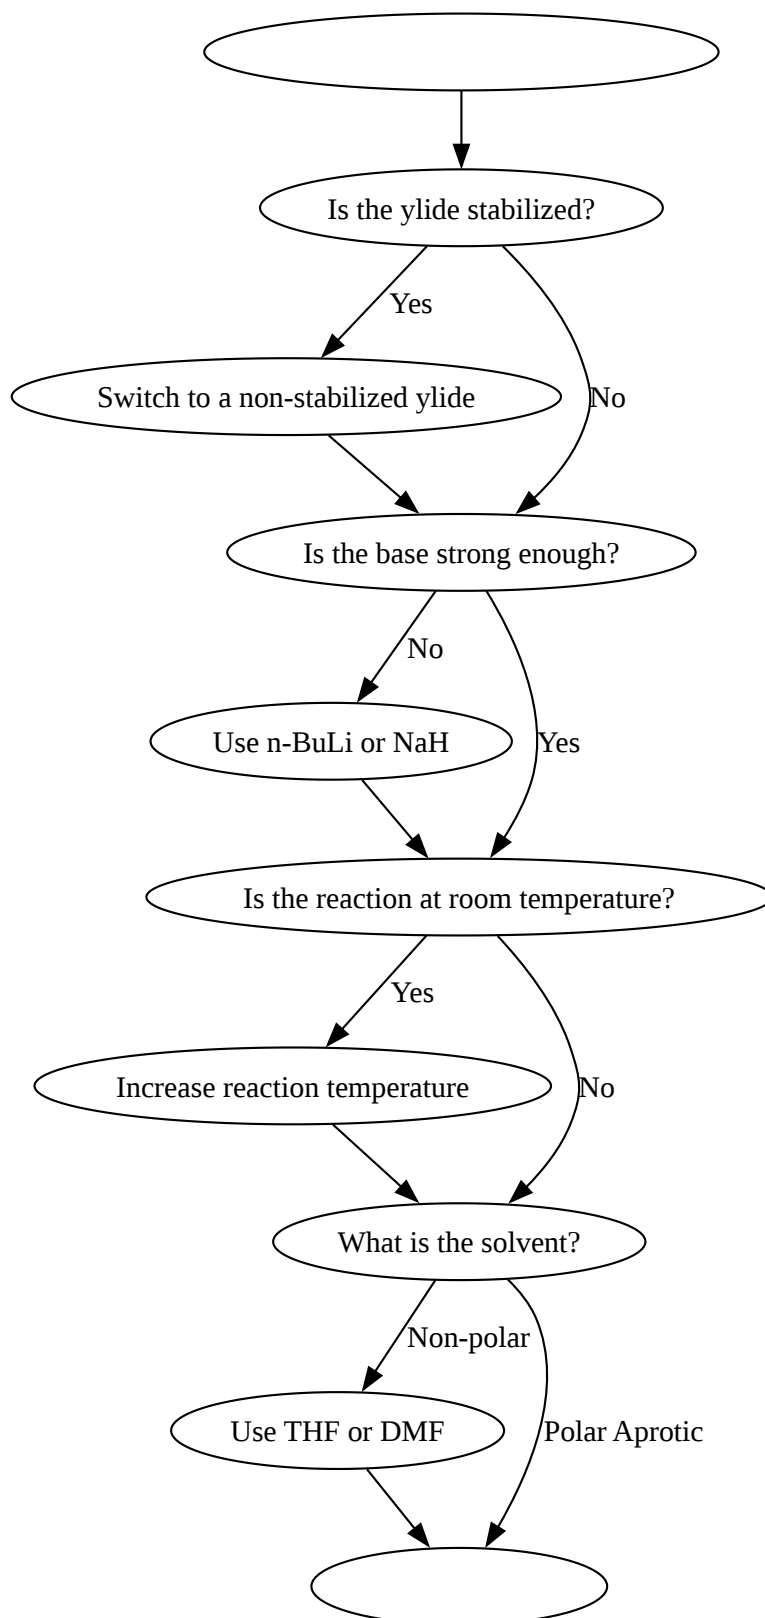 Is the ylide stabilized?
Yes
Switch to a non-stabilized ylide
No
Is the base strong enough?
No
Use n-BuLi or NaH
Yes
Is the reaction at room temperature?
Yes
Increase reaction temperature
No
What is the solvent?
Non-polar
Use THF or DMF
Polar Aprotic